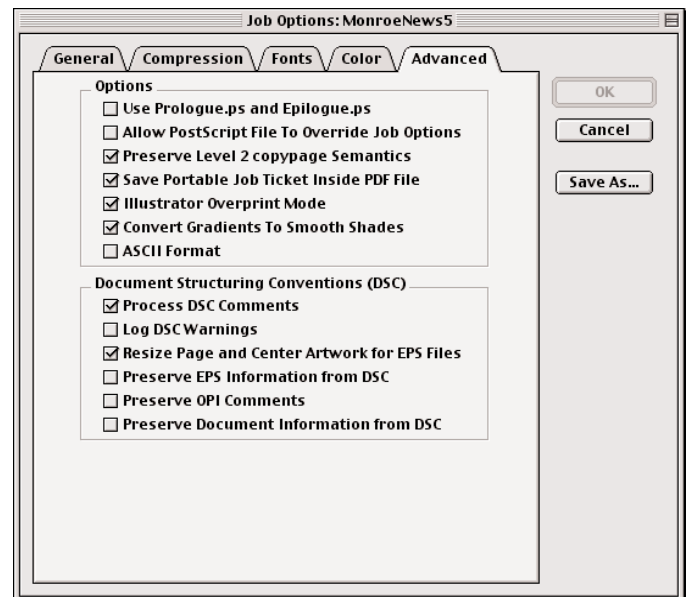 Job Options: MonroeNews5
General Compression Fonts Color Advanced
Options
Use Prologue.ps and Epilogue.ps
Allow PostScript File To Override Job Options
Preserve Level 2 copypage Semantics
Save Portable Job Ticket Inside PDF File
Illustrator Overprint Mode
Convert Gradients To Smooth Shades
ASCII Format
Document Structuring Conventions (DSC)
Process DSC Comments
Log DSC Warnings
Resize Page and Center Artwork for EPS Files
Preserve EPS Information from DSC
Preserve OPI Comments
Preserve Document Information from DSC
OK
Cancel
Save As...